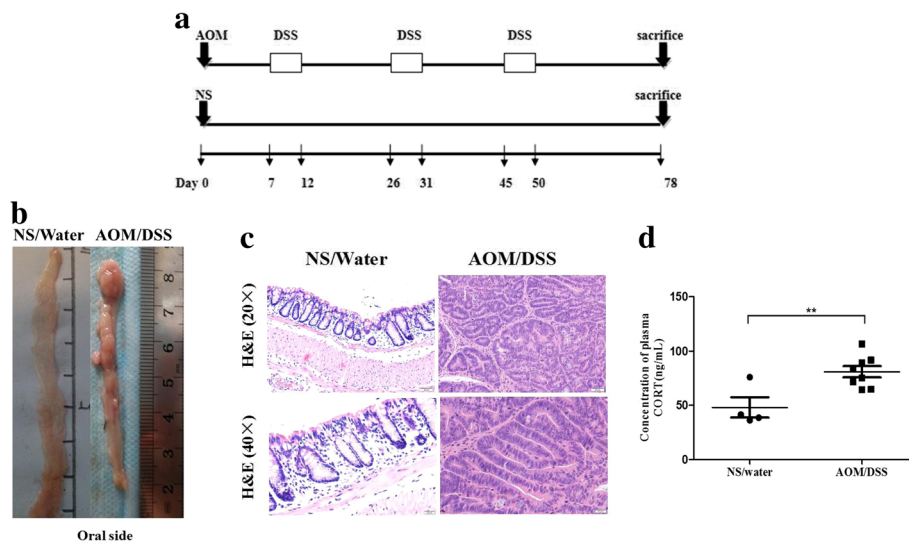 a
AOM DSS DSS DSS sacrifice
NS sacrifice
Day 0 7 12 26 31 45 50 78
b
NS/Water AOM/DSS
8
7
6
5
4
3
2
Oral side
c
NS/Water AOM/DSS
H&E (20×)
H&E (40×)
d
Concentration of plasma
CORT(ng/mL)
150
100
50
0
**
NS/water AOM/DSS